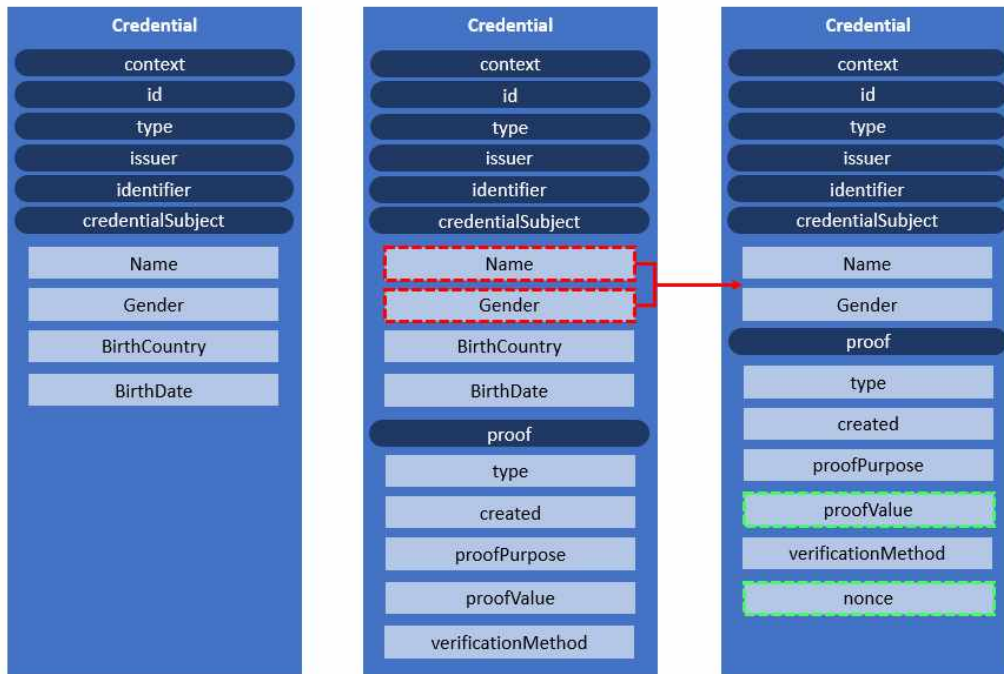 Credential
context
id
type
issuer
identifier
credentialSubject
Name
Gender
BirthCountry
BirthDate
Credential
context
id
type
issuer
identifier
credentialSubject
Name
Gender
BirthCountry
BirthDate
proof
type
created
proofPurpose
proofValue
verificationMethod
Credential
context
id
type
issuer
identifier
credentialSubject
Name
Gender
proof
type
created
proofPurpose
proofValue
verificationMethod
nonce